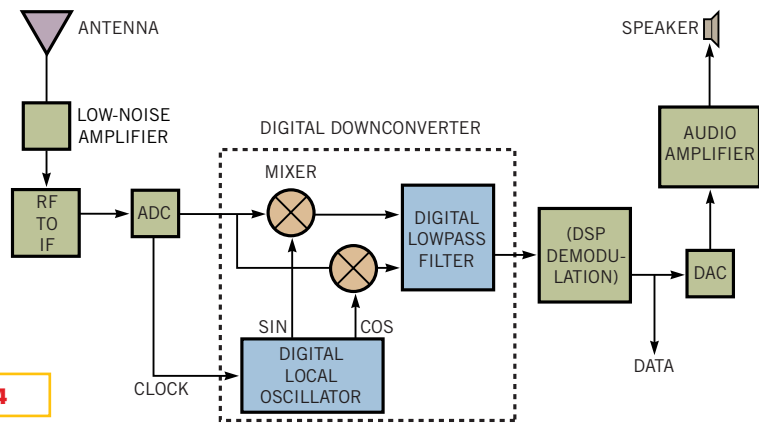 ANTENNA
SPEAKER
LOW-NOISE
AMPLIFIER
DIGITAL DOWNCONVERTER
AUDIO
AMPLIFIER
MIXER
RF
TO
IF
ADC
DIGITAL
LOWPASS
FILTER
(DSP
DEMODU-
LATION)
DAC
SIN
COS
DIGITAL
LOCAL
OSCILLATOR
CLOCK
DATA
4